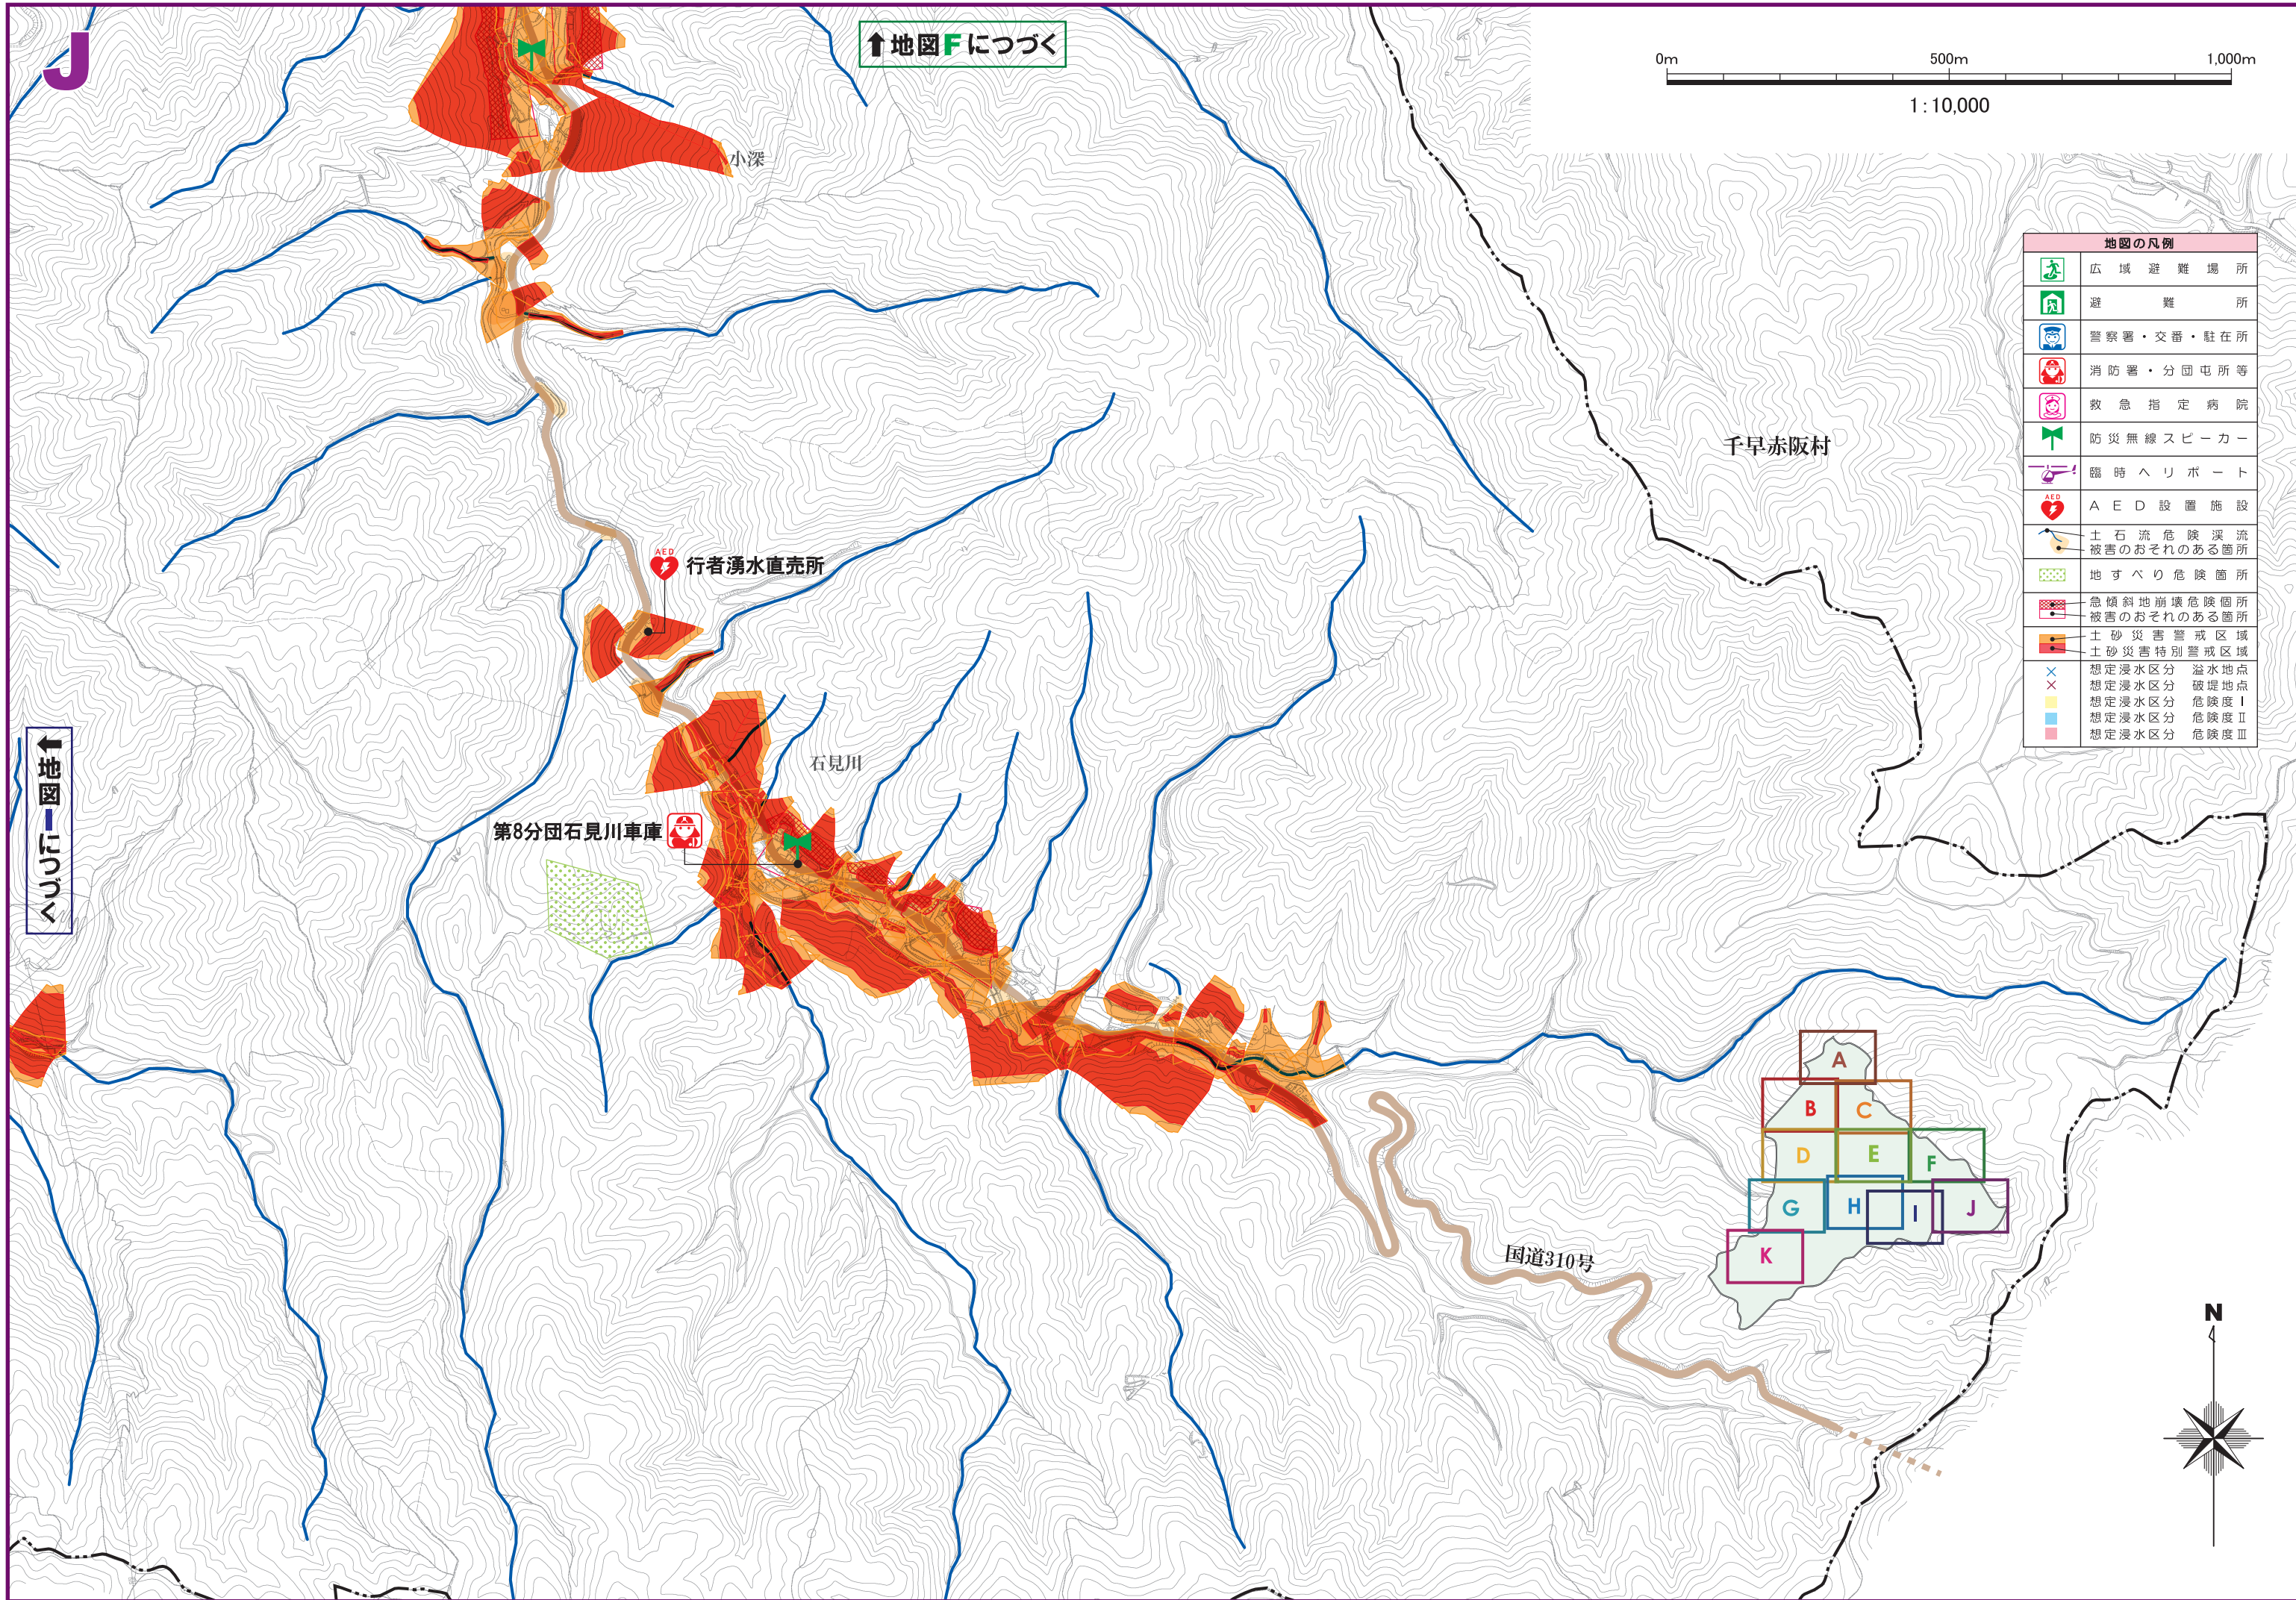 J
↑地図Fにつづく
0m 500m 1,000m
1:10,000
小深
地図の凡例
広域避難場所
避難所
警察署・交番・駐在所
消防署・分団屯所等
救急指定病院
防災無線スピーカー
臨時ヘリポート
AED
AED設置施設
土石流危険渓流
被害のおそれのある箇所
地すべり危険箇所
急傾斜地崩壊危険個所
被害のおそれのある箇所
土砂災害警戒区域
土砂災害特別警戒区域
想定浸水区分 溢水地点
想定浸水区分 破堤地点
想定浸水区分 危険度Ⅰ
想定浸水区分 危険度Ⅱ
想定浸水区分 危険度Ⅲ
千早赤阪村
AED
行者湧水直売所
石見川
第8分団石見川車庫
←地図Iにつづく
A
B
C
D
E
F
G
H
I
J
K
国道310号
N